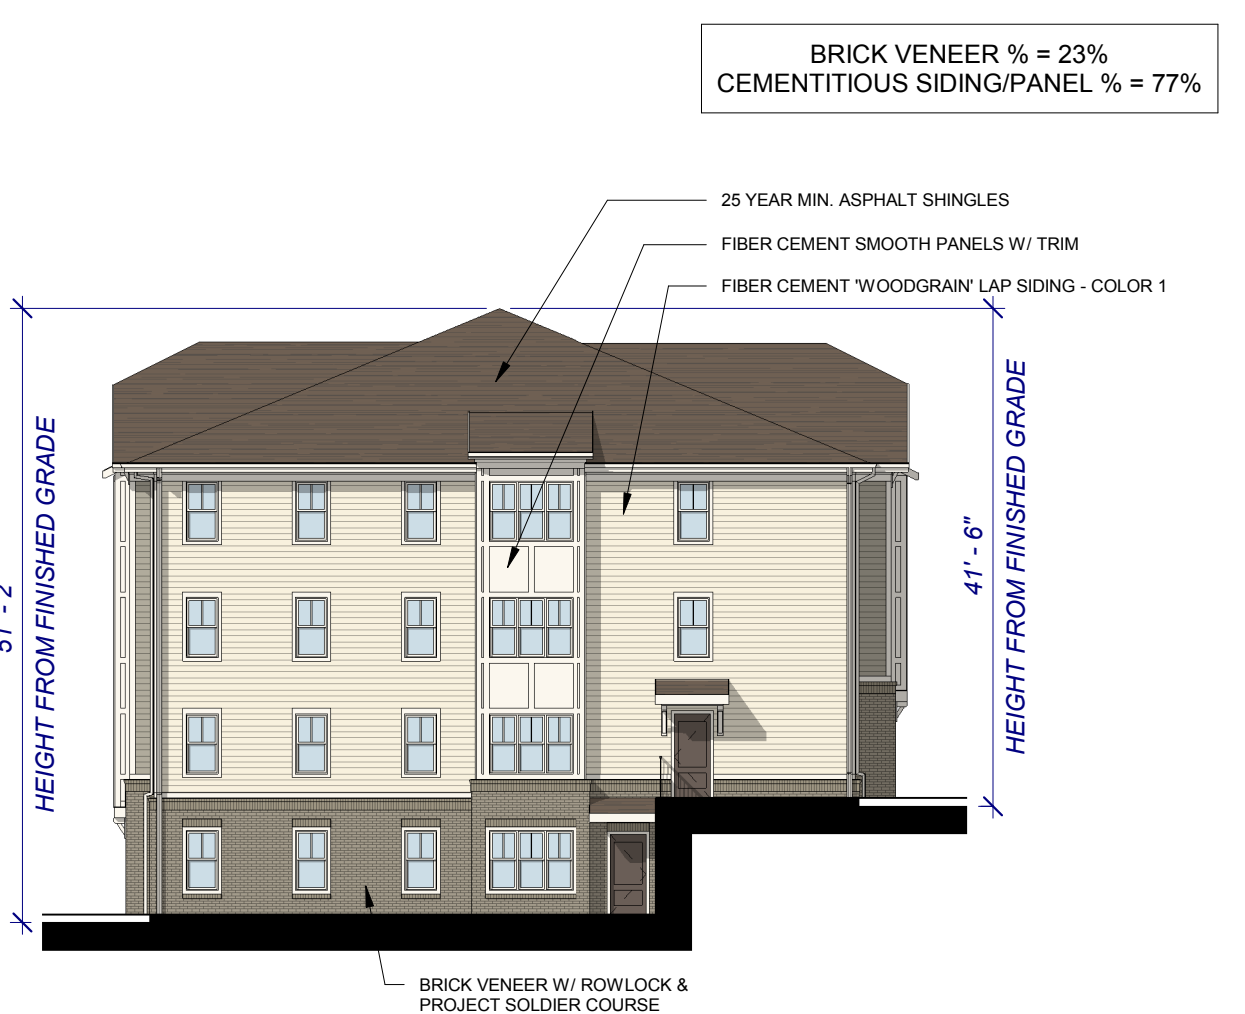 BRICK VENEER % = 23%
CEMENTITIOUS SIDING/PANEL % = 77%
25 YEAR MIN. ASPHALT SHINGLES
FIBER CEMENT SMOOTH PANELS W/ TRIM
FIBER CEMENT 'WOODGRAIN' LAP SIDING - COLOR 1
HEIGHT FROM FINISHED GRADE
41' - 6"
HEIGHT FROM FINISHED GRADE
BRICK VENEER W/ ROWLOCK &
PROJECT SOLDIER COURSE